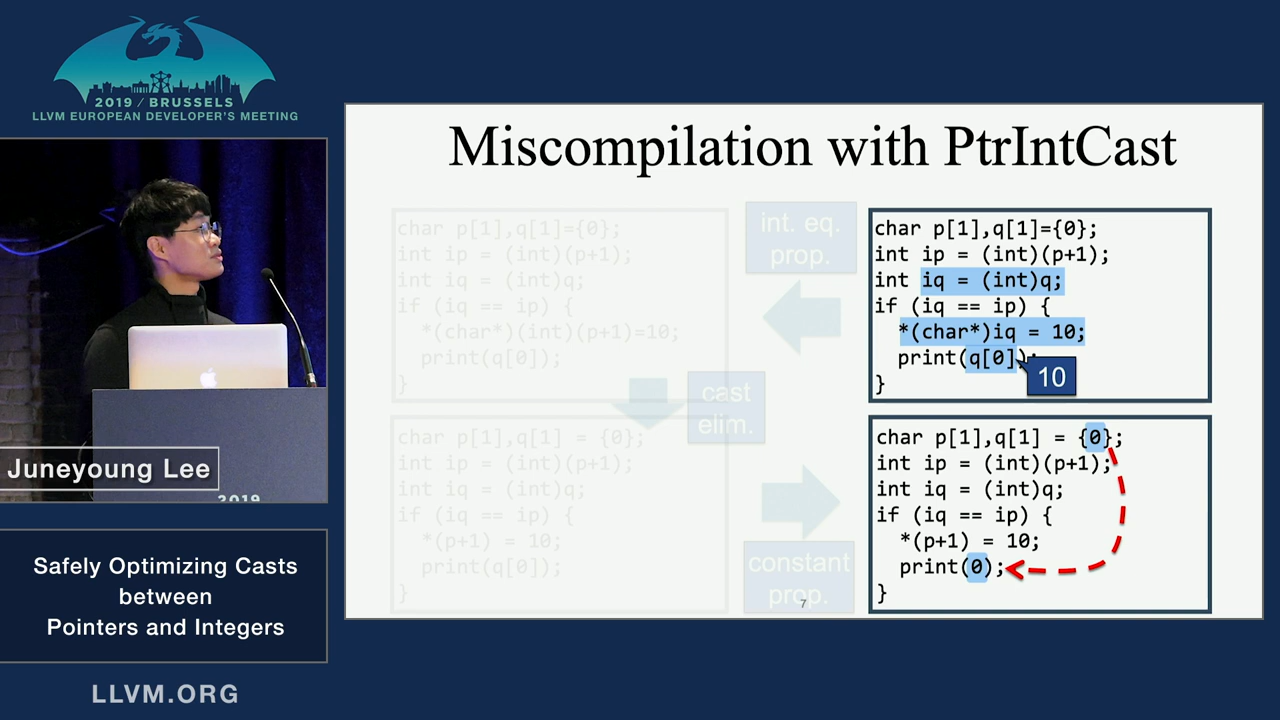 2019 / BRUSSELS
LLVM EUROPEAN DEVELOPER'S MEETING
Juneyoung Lee
2019
Safely Optimizing Casts
between
Pointers and Integers
LLVM.ORG
Miscompilation with PtrIntCast
char p[1],q[1]={0};
int ip = (int)(p+1);
int iq = (int)q;
if (iq == ip) {
*(char*)(int)(p+1)=10;
print(q[0]);
}
int. eq.
prop.
char p[1],q[1]={0};
int ip = (int)(p+1);
int iq = (int)q;
if (iq == ip) {
*(char*)iq = 10;
print(q[0]);
}
10
cast
elim.
char p[1],q[1] = {0};
int ip = (int)(p+1);
int iq = (int)q;
if (iq == ip) {
*(p+1) = 10;
print(q[0]);
}
constant
prop.
char p[1],q[1] = {0};
int ip = (int)(p+1);
int iq = (int)q;
if (iq == ip) {
*(p+1) = 10;
print(0);
}
7